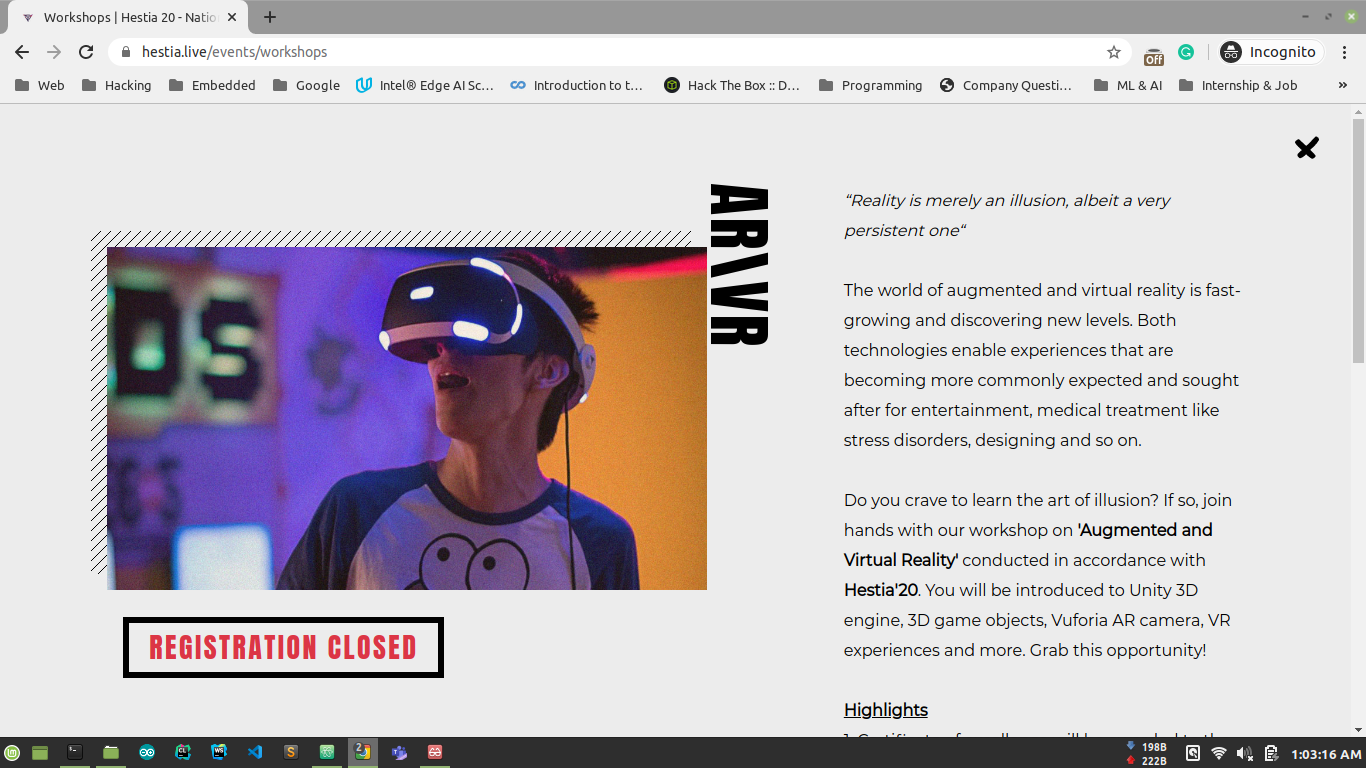 Workshops | Hestia 20 - Natio
hestia.live/events/workshops
Off
Incognito
Web
Hacking
Embedded
Google
Intel® Edge AI Sc…
Introduction to t…
Hack The Box :: D…
Programming
Company Questi…
ML & AI
Internship & Job
»
AR\VR
“Reality is merely an illusion, albeit a very
persistent one“
The world of augmented and virtual reality is fast-
growing and discovering new levels. Both
technologies enable experiences that are
becoming more commonly expected and sought
after for entertainment, medical treatment like
stress disorders, designing and so on.
Do you crave to learn the art of illusion? If so, join
hands with our workshop on 'Augmented and
Virtual Reality' conducted in accordance with
Hestia'20. You will be introduced to Unity 3D
engine, 3D game objects, Vuforia AR camera, VR
experiences and more. Grab this opportunity!
Highlights
REGISTRATION CLOSED
CL
WS
S
2
198B
222B
1:03:16 AM